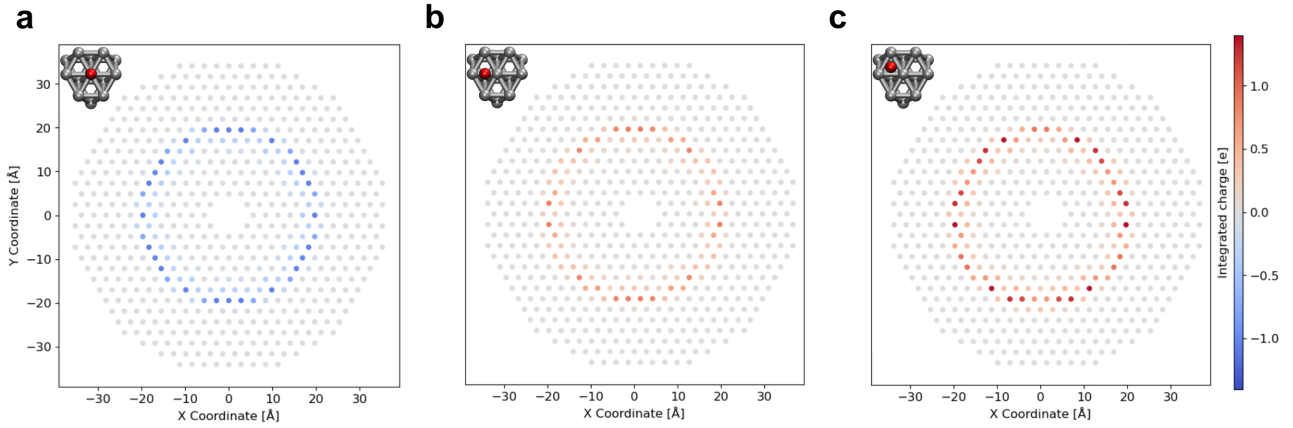 a
b
c
30
20
10
0
−10
−20
−30
Y Coordinate [Å]
−30 −20 −10 0 10 20 30
X Coordinate [Å]
−30 −20 −10 0 10 20 30
X Coordinate [Å]
−30 −20 −10 0 10 20 30
X Coordinate [Å]
1.0
0.5
0.0
−0.5
−1.0
Integrated charge [e]